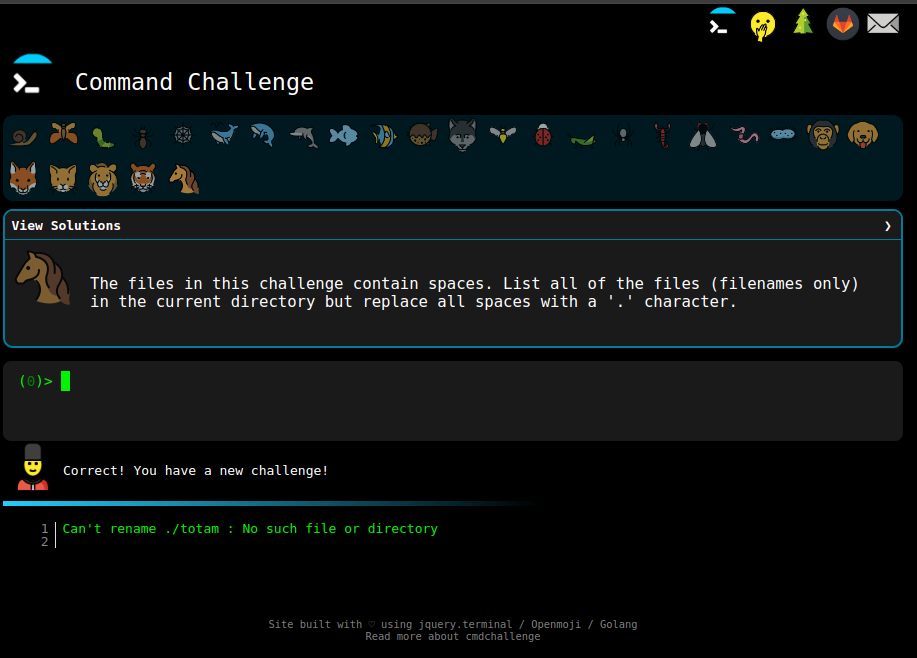 Command Challenge
View Solutions ❯
The files in this challenge contain spaces. List all of the files (filenames only)
in the current directory but replace all spaces with a '.' character.
(0)>
Correct! You have a new challenge!
1 Can't rename ./totam : No such file or directory
2
Site built with ♡ using jquery.terminal / Openmoji / Golang
Read more about cmdchallenge